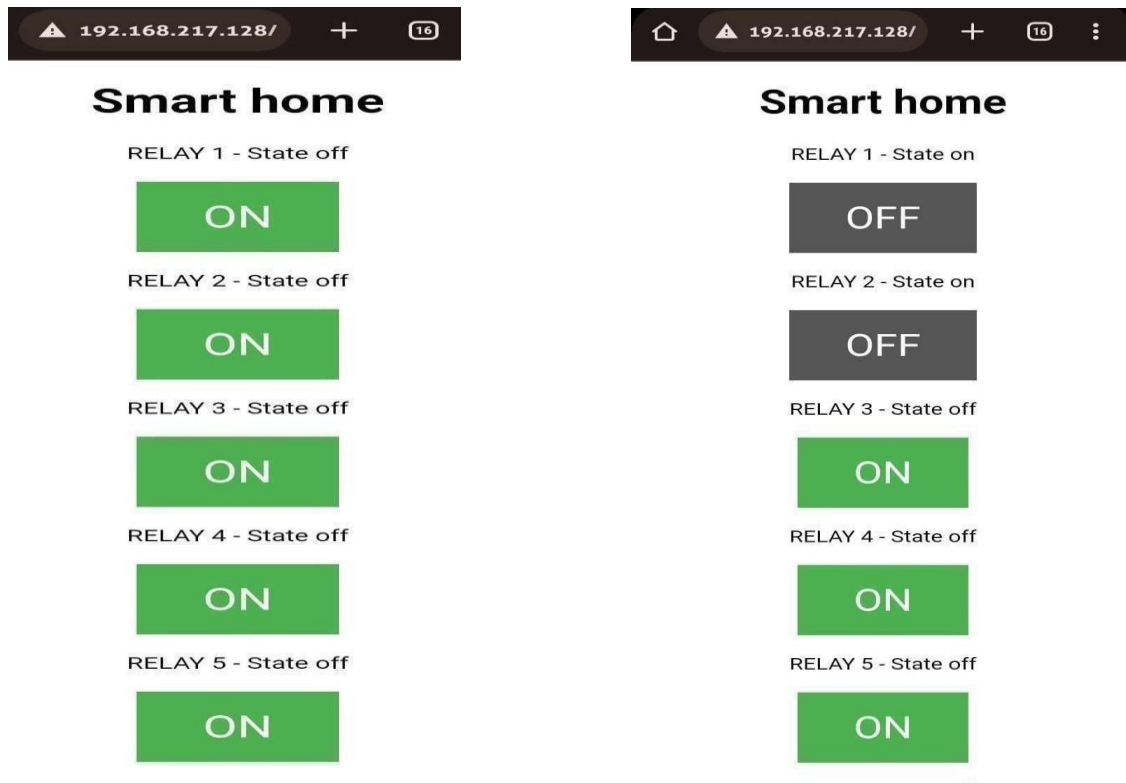 192.168.217.128/
16
Smart home
RELAY 1 - State off
ON
RELAY 2 - State off
ON
RELAY 3 - State off
ON
RELAY 4 - State off
ON
RELAY 5 - State off
ON
192.168.217.128/
16
Smart home
RELAY 1 - State on
OFF
RELAY 2 - State on
OFF
RELAY 3 - State off
ON
RELAY 4 - State off
ON
RELAY 5 - State off
ON